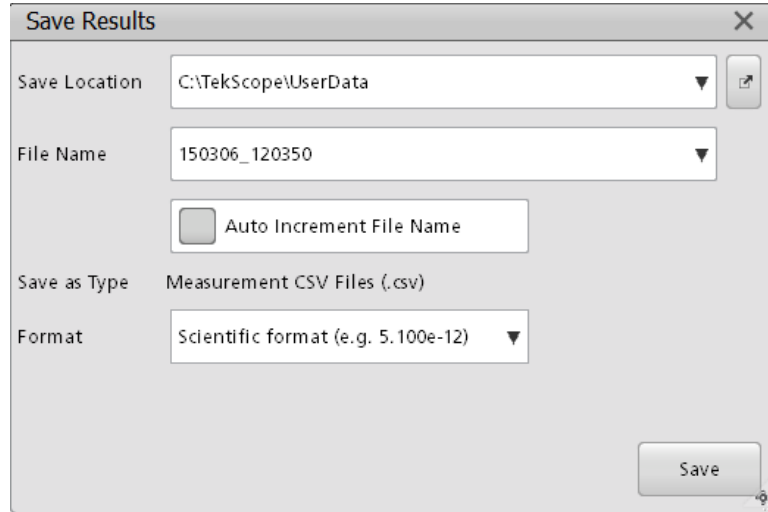 Save Results
Save Location C:\TekScope\UserData
File Name 150306_120350
Auto Increment File Name
Save as Type Measurement CSV Files (.csv)
Format Scientific format (e.g. 5.100e-12)
Save